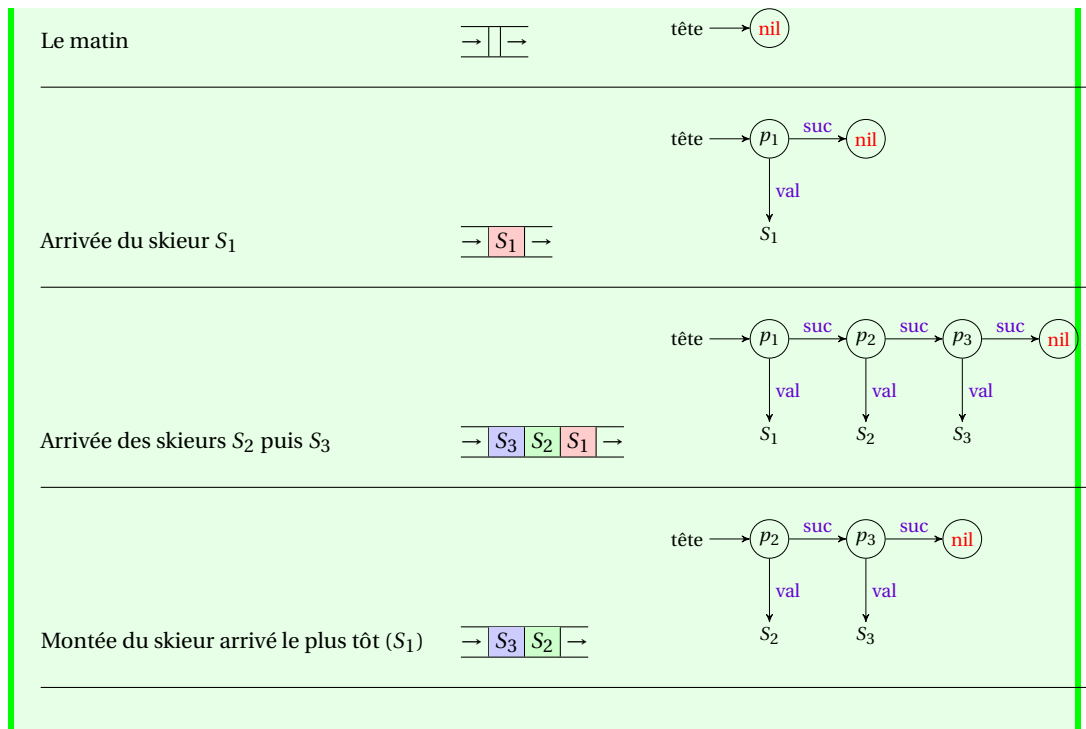 Le matin → → tête nil
tête p₁ suc nil
val
Arrivée du skieur S₁ → S₁ → S₁
tête p₁ suc p₂ suc p₃ suc nil
val val val
Arrivée des skieurs S₂ puis S₃ → S₃ S₂ S₁ → S₁ S₂ S₃
tête p₂ suc p₃ suc nil
val val
Montée du skieur arrivé le plus tôt (S₁) → S₃ S₂ → S₂ S₃